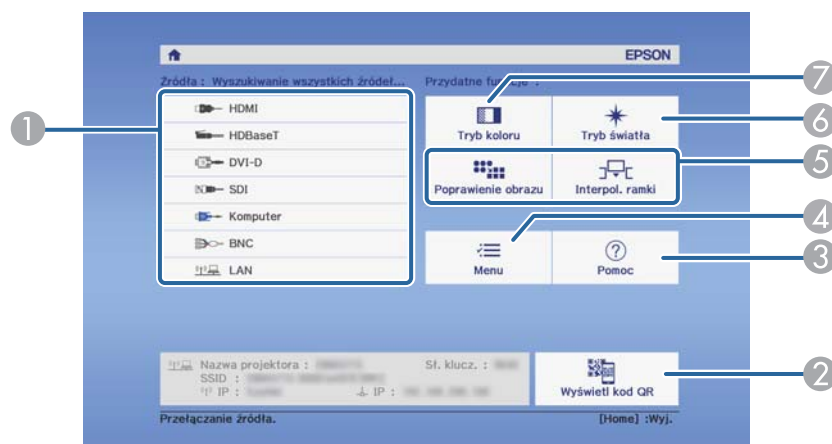 EPSON
Źródła : Wyszukiwanie wszystkich źródeł...
Przydatne funkcje :
HDMI
HDBaseT
DVI-D
SDI
Komputer
BNC
LAN
Tryb koloru
Tryb światła
Poprawienie obrazu
Interpol. ramki
Menu
Pomoc
Nazwa projektora :
SSID :
IP :
IP :
Sł. klucz. :
Wyświetl kod QR
Przełączanie źródła.
[Home] :Wyj.
1
7
6
5
4
3
2